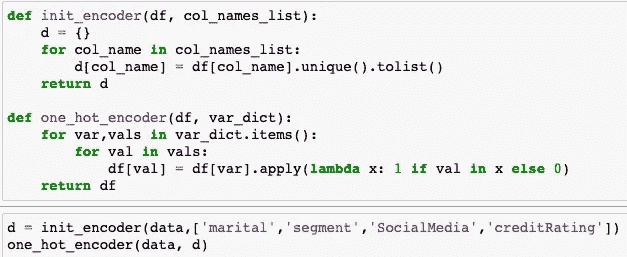 def init_encoder(df, col_names_list):
    d = {}
    for col_name in col_names_list:
        d[col_name] = df[col_name].unique().tolist()
    return d

def one_hot_encoder(df, var_dict):
    for var,vals in var_dict.items():
        for val in vals:
            df[val] = df[var].apply(lambda x: 1 if val in x else 0)
    return df

d = init_encoder(data,['marital','segment','SocialMedia','creditRating'])
one_hot_encoder(data, d)